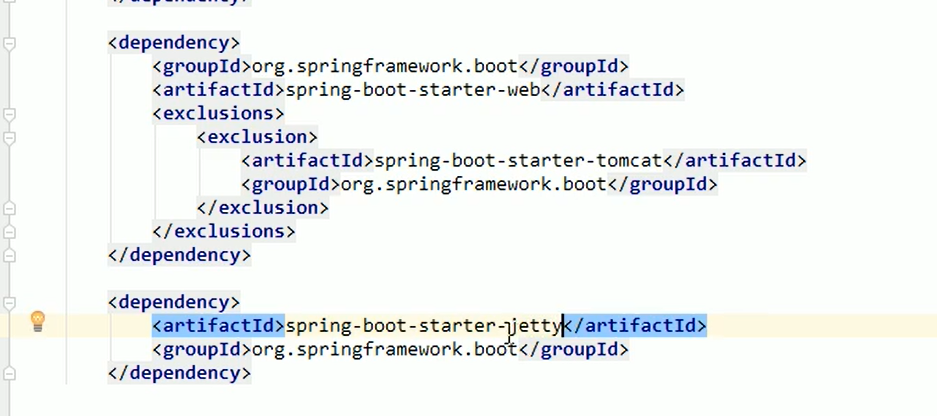 </dependency>
<dependency>
<groupId>org.springframework.boot</groupId>
<artifactId>spring-boot-starter-web</artifactId>
<exclusions>
<exclusion>
<artifactId>spring-boot-starter-tomcat</artifactId>
<groupId>org.springframework.boot</groupId>
</exclusion>
</exclusions>
</dependency>
<dependency>
<artifactId>spring-boot-starter-jetty</artifactId>
<groupId>org.springframework.boot</groupId>
</dependency>